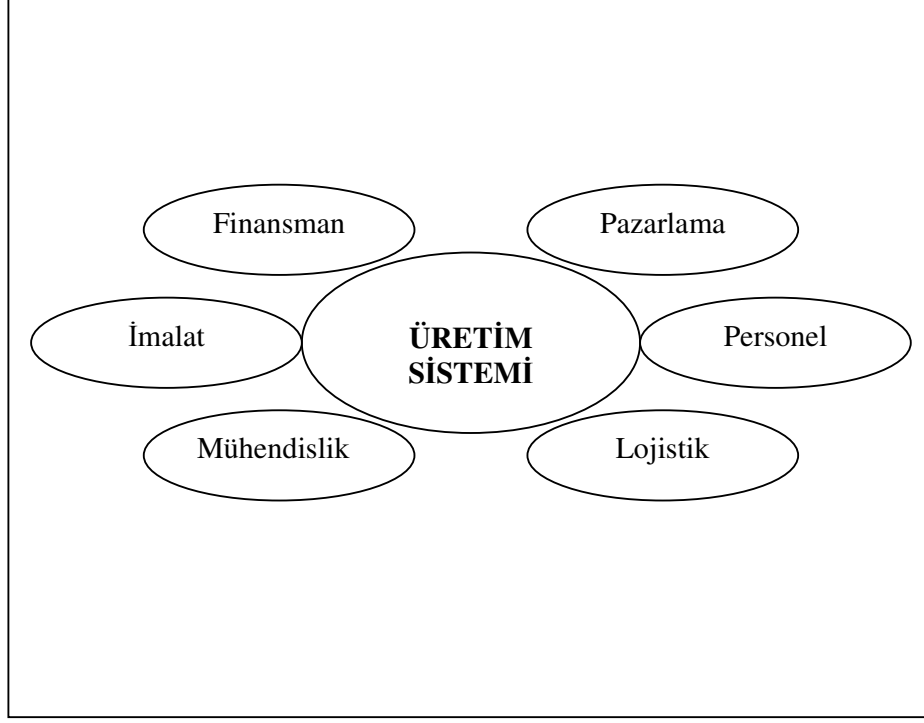 Finansman
Pazarlama
İmalat
ÜRETİM
SİSTEMİ
Personel
Mühendislik
Lojistik